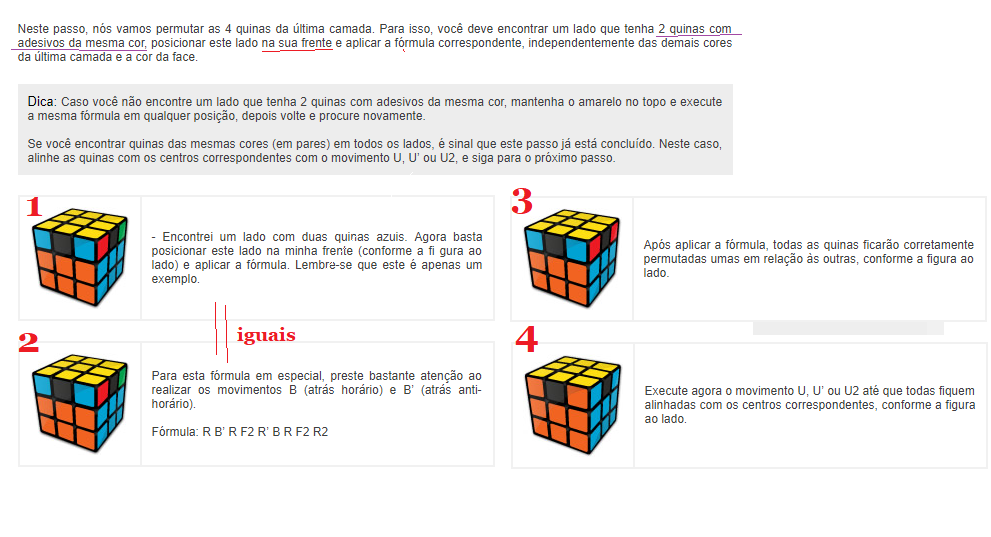 Neste passo, nós vamos permutar as 4 quinas da última camada. Para isso, você deve encontrar um lado que tenha 2 quinas com
adesivos da mesma cor, posicionar este lado na sua frente e aplicar a fórmula correspondente, independentemente das demais cores
da última camada e a cor da face.
Dica: Caso você não encontre um lado que tenha 2 quinas com adesivos da mesma cor, mantenha o amarelo no topo e execute
a mesma fórmula em qualquer posição, depois volte e procure novamente.
Se você encontrar quinas das mesmas cores (em pares) em todos os lados, é sinal que este passo já está concluído. Neste caso,
alinhe as quinas com os centros correspondentes com o movimento U, U' ou U2, e siga para o próximo passo.
1
- Encontrei um lado com duas quinas azuis. Agora basta
posicionar este lado na minha frente (conforme a fi gura ao
lado) e aplicar a fórmula. Lembre-se que este é apenas um
exemplo.
iguais
2
Para esta fórmula em especial, preste bastante atenção ao
realizar os movimentos B (atrás horário) e B' (atrás anti-
horário).
Fórmula: R B' R F2 R' B R F2 R2
3
Após aplicar a fórmula, todas as quinas ficarão corretamente
permutadas umas em relação às outras, conforme a figura ao
lado.
4
Execute agora o movimento U, U' ou U2 até que todas fiquem
alinhadas com os centros correspondentes, conforme a figura
ao lado.